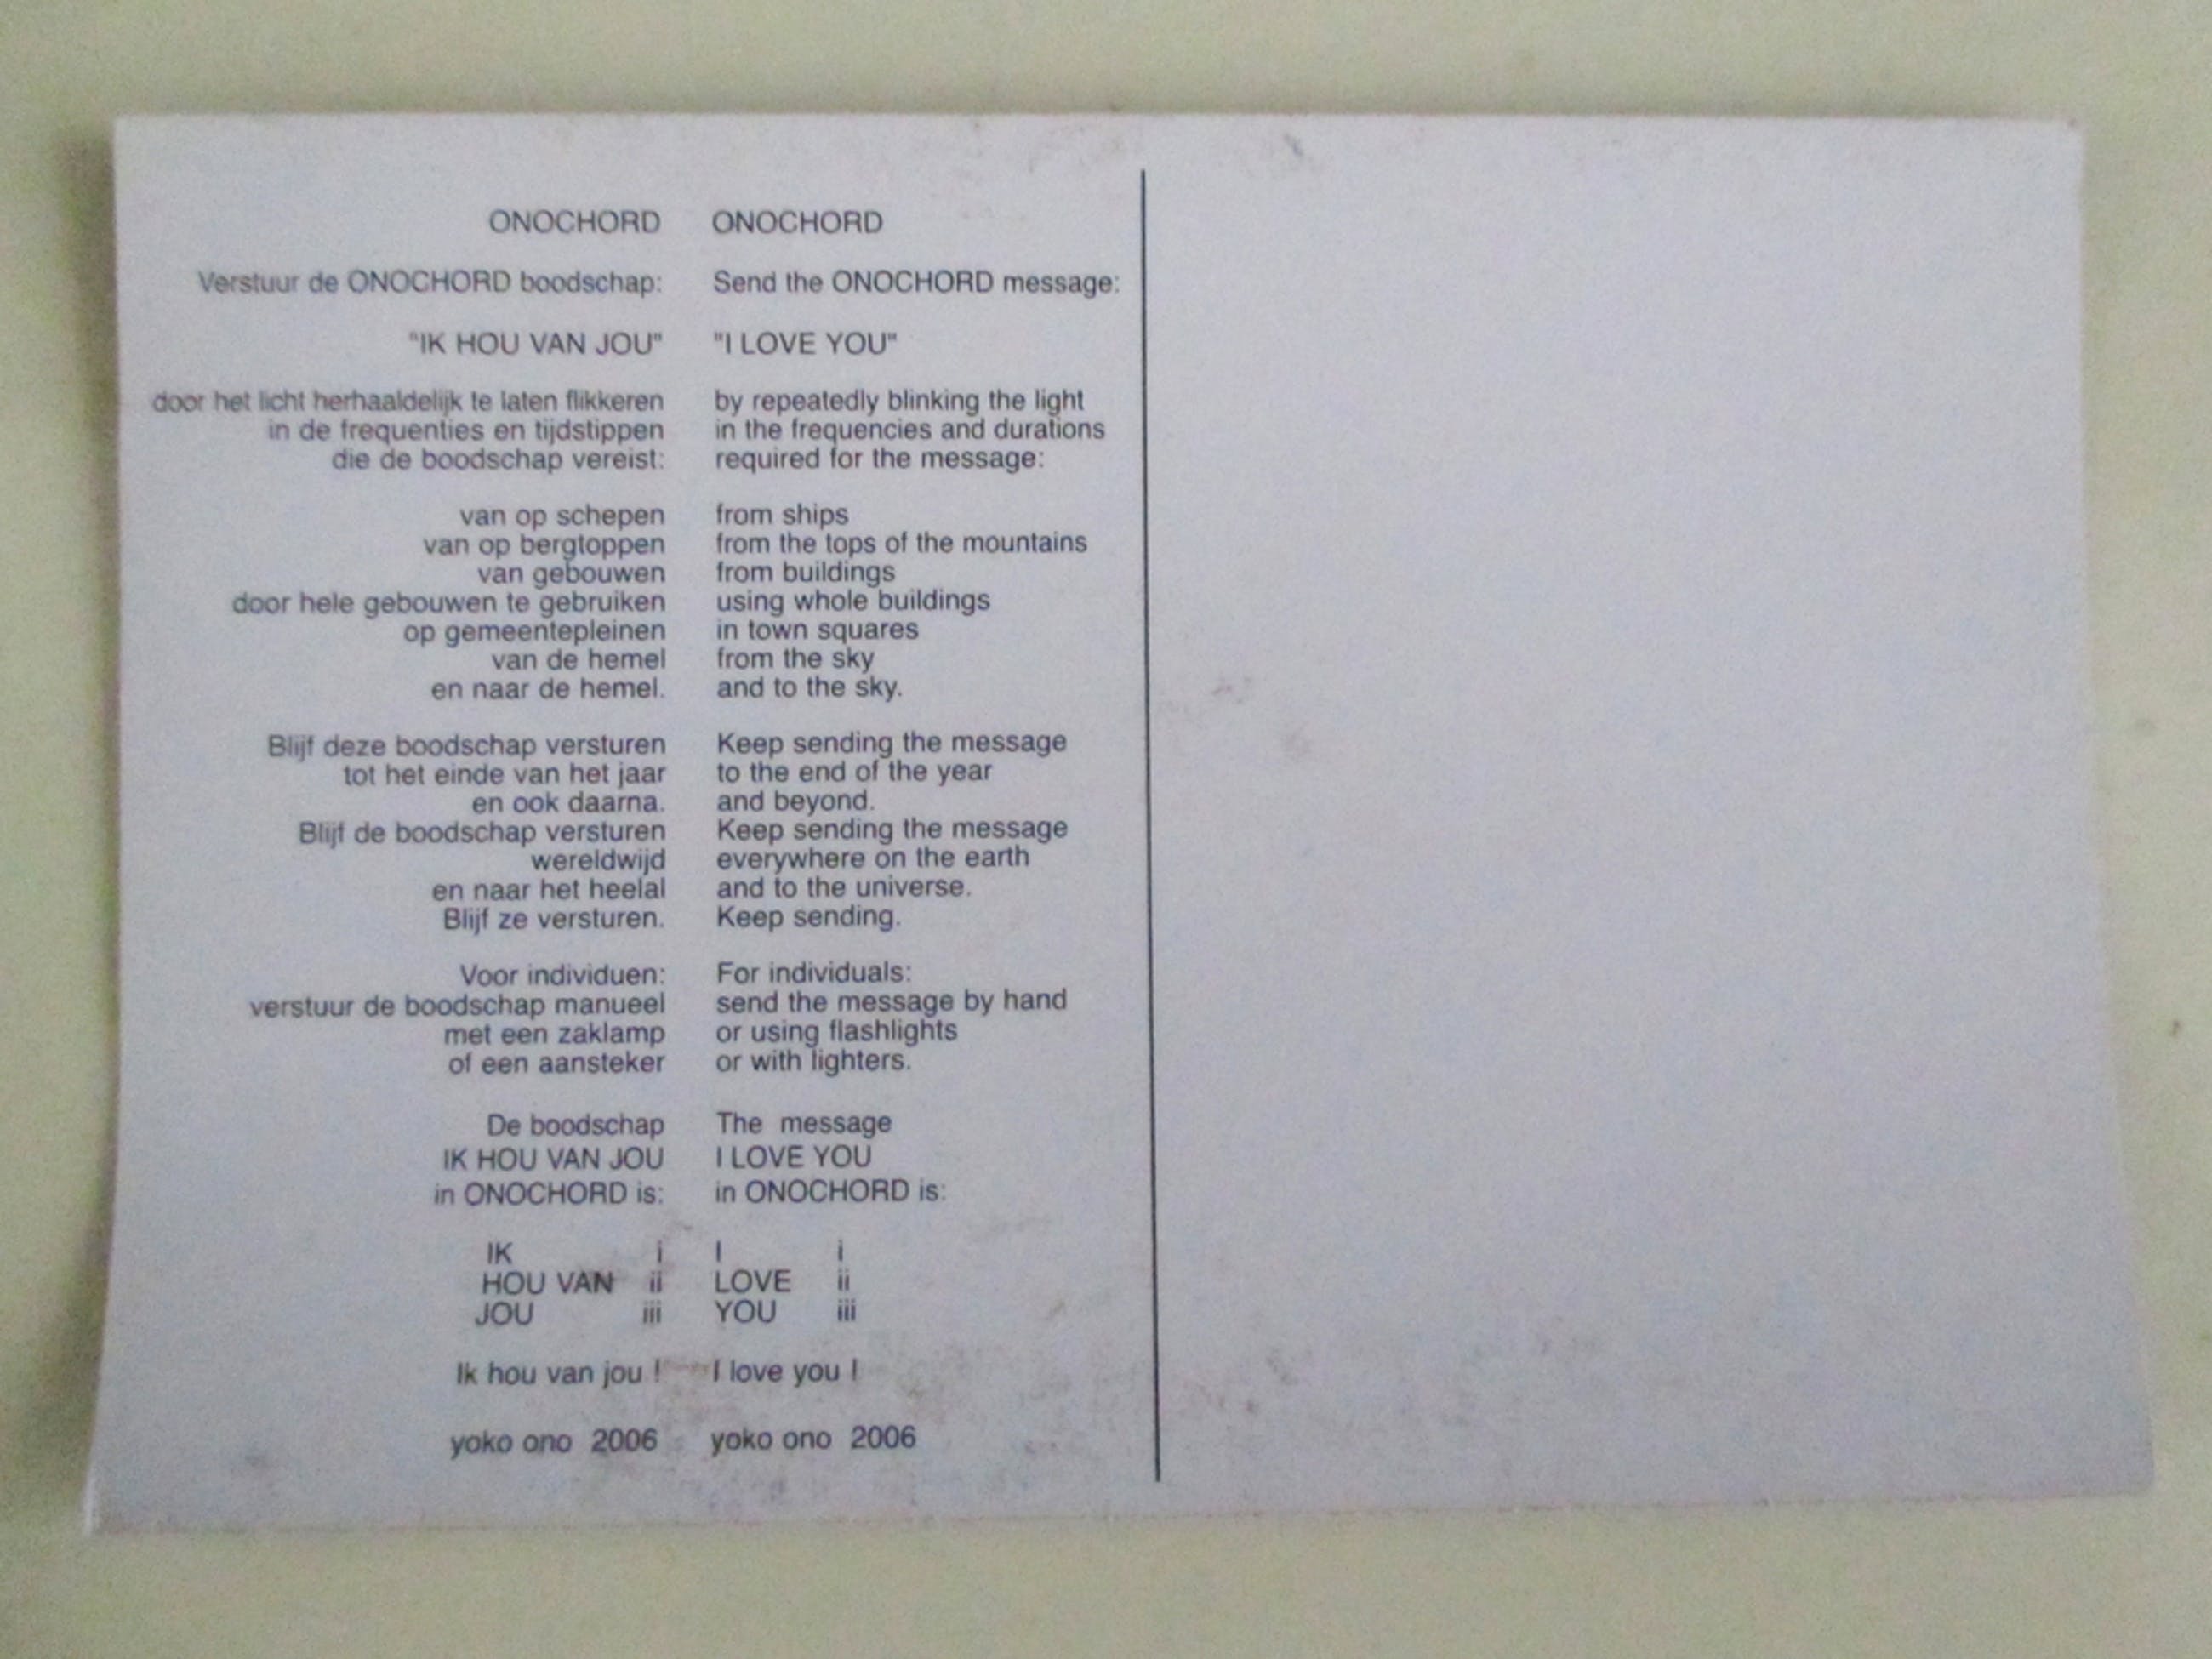 ONOCHORD
Verstuur de ONOCHORD boodschap:
"IK HOU VAN JOU"
door het licht herhaaldelijk te laten flikkeren
in de frequenties en tijdstippen
die de boodschap vereist:
van op schepen
van op bergtoppen
van gebouwen
door hele gebouwen te gebruiken
op gemeentepleinen
van de hemel
en naar de hemel.
Blijf deze boodschap versturen
tot het einde van het jaar
en ook daarna.
Blijf de boodschap versturen
wereldwijd
en naar het heelal
Blijf ze versturen.
Voor individuen:
verstuur de boodschap manueel
met een zaklamp
of een aansteker
De boodschap
IK HOU VAN JOU
in ONOCHORD is:
IK i
HOU VAN ii
JOU iii
Ik hou van jou !
yoko ono 2006
ONOCHORD
Send the ONOCHORD message:
"I LOVE YOU"
by repeatedly blinking the light
in the frequencies and durations
required for the message:
from ships
from the tops of the mountains
from buildings
using whole buildings
in town squares
from the sky
and to the sky.
Keep sending the message
to the end of the year
and beyond.
Keep sending the message
everywhere on the earth
and to the universe.
Keep sending.
For individuals:
send the message by hand
or using flashlights
or with lighters.
The message
I LOVE YOU
in ONOCHORD is:
I i
LOVE ii
YOU iii
I love you !
yoko ono 2006